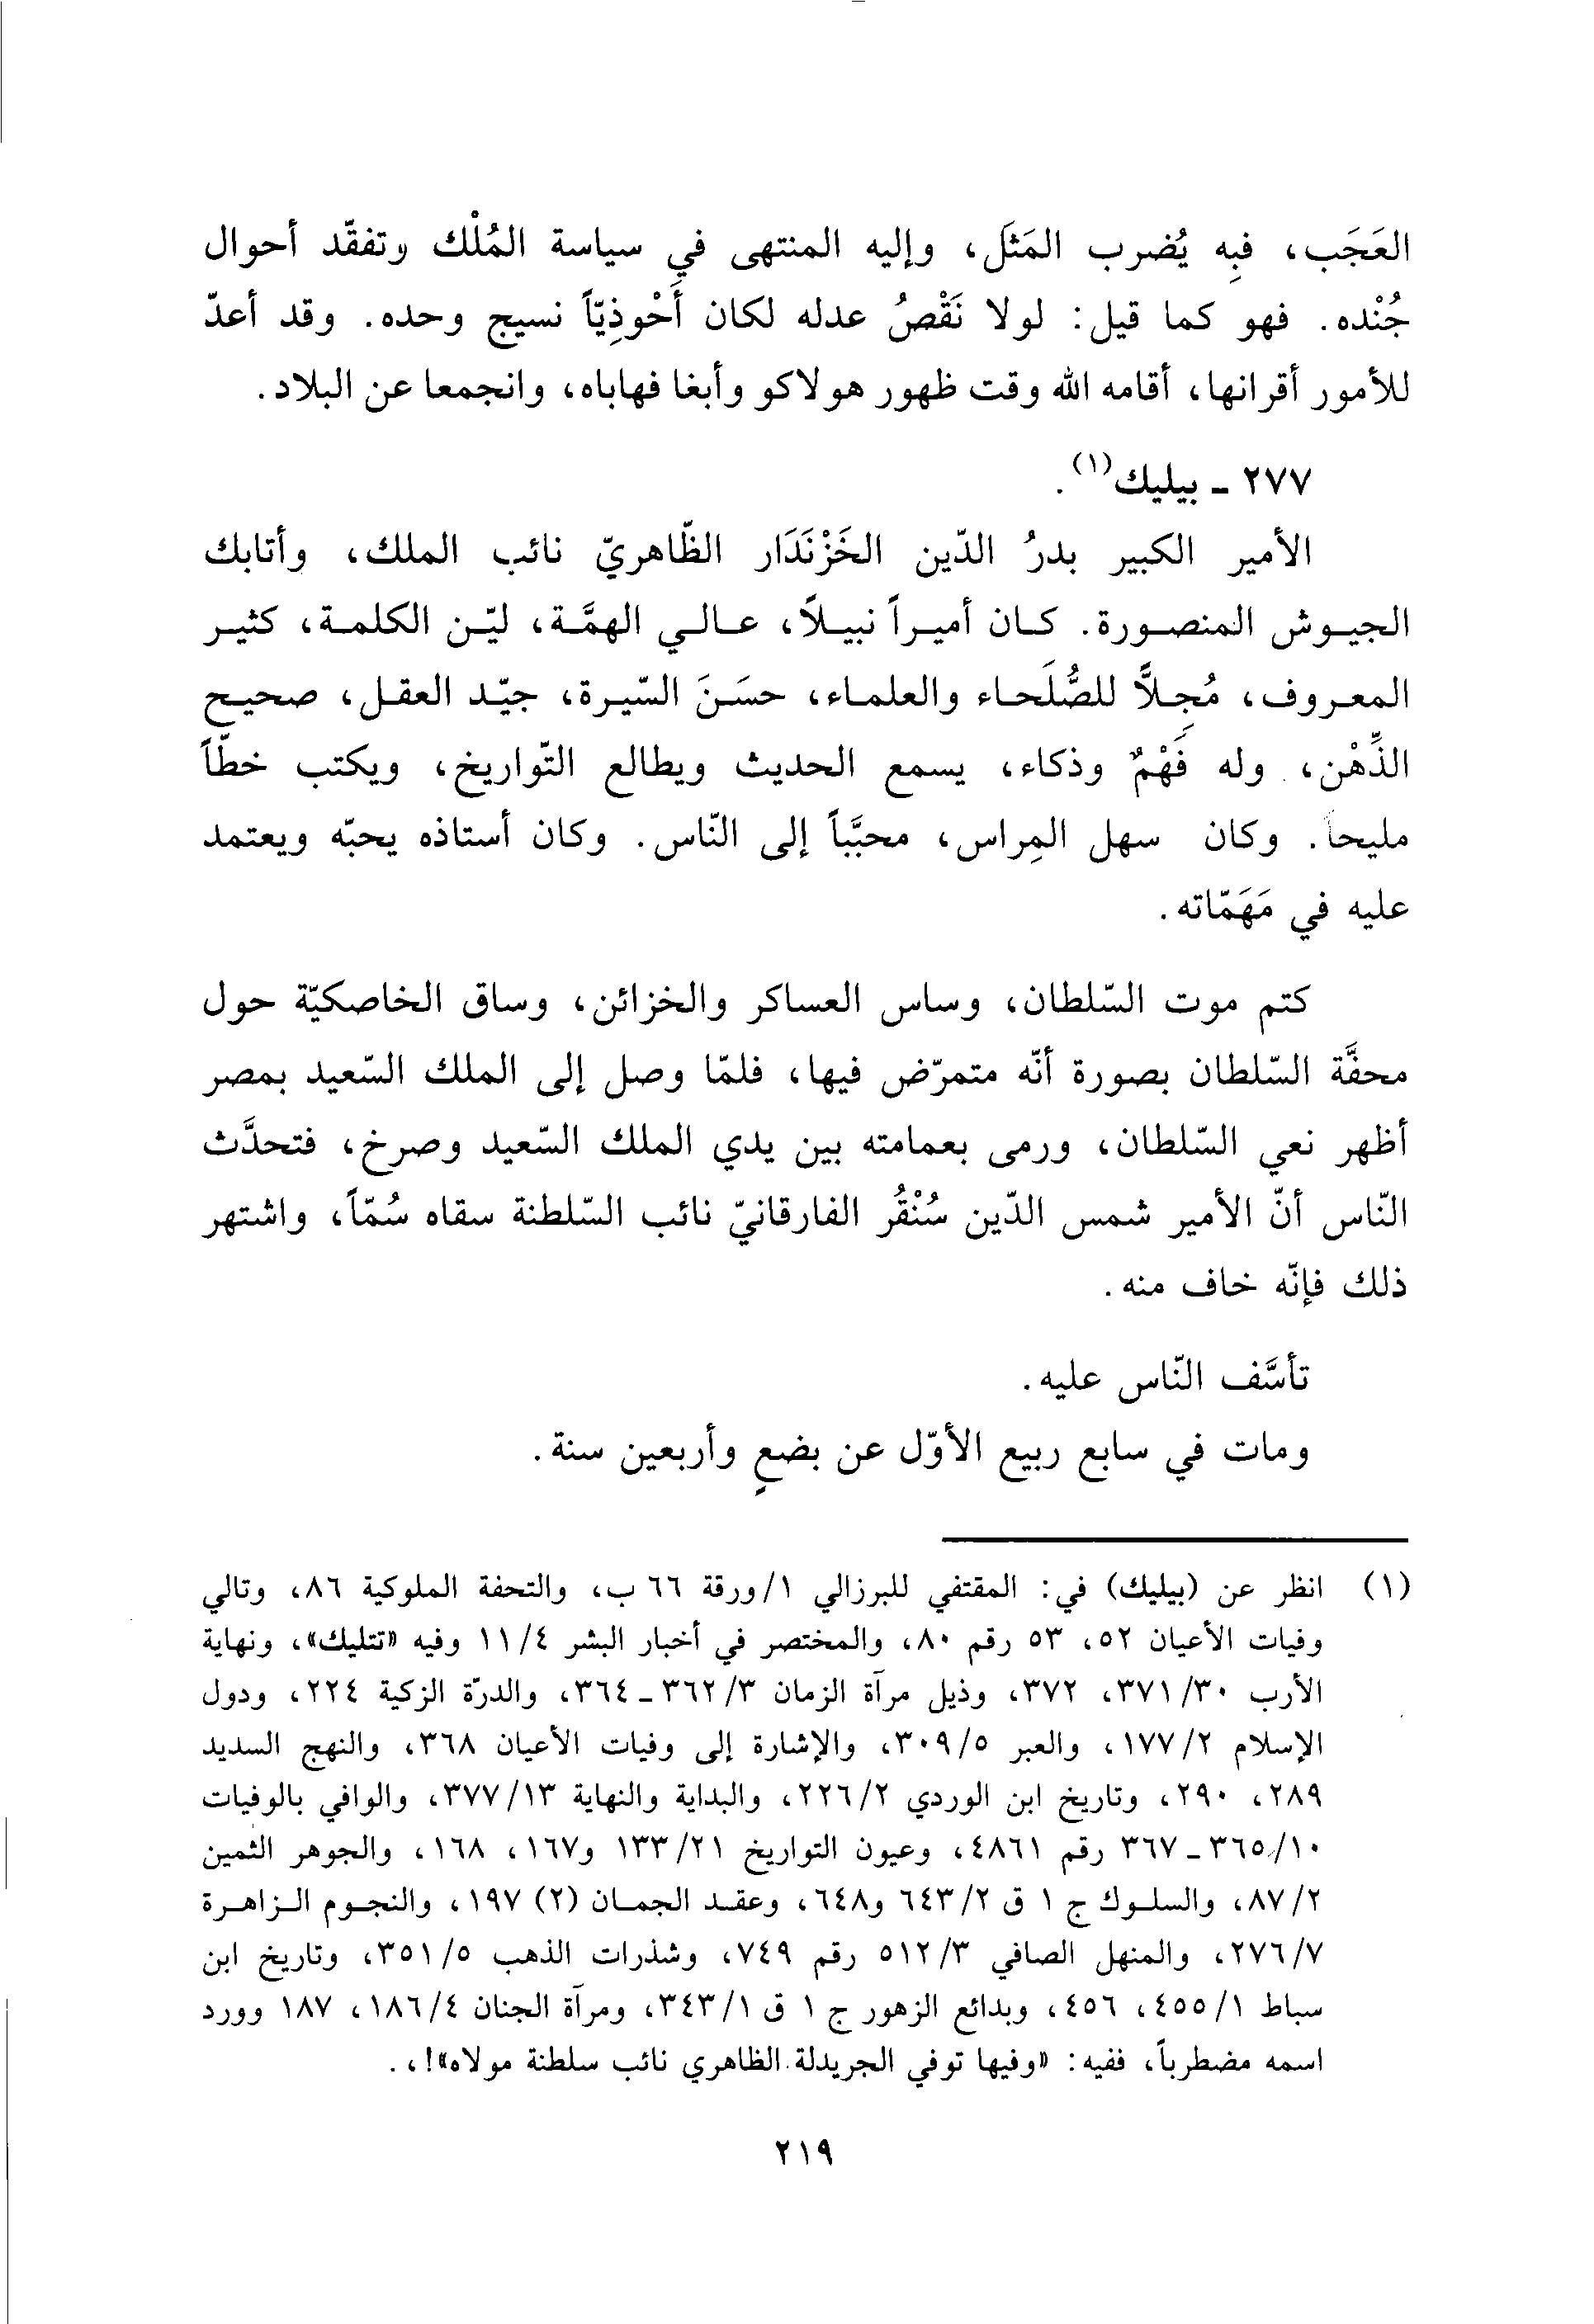 العَجَب، فبِه يُضرب المَثَل، وإليه المنتهى في سياسة المُلْك وتفقّد أحوال
جُنْده. فهو كما قيل: لولا نَقْصُ عدله لكان أَحْوذِيّاً نسيج وحده. وقد أعدّ
للأمور أقرانها، أقامه الله وقت ظهور هولاكو وأبغا فهاباه، وانجمعا عن البلاد.
٢٧٧ - بيليك(١).
الأمير الكبير بدرُ الدّين الخَزْنَدَار الظّاهريّ نائب الملك، وأتابك
الجيوش المنصورة. كان أميراً نبيلاً، عالي الهمَّة، ليّن الكلمة، كثير
المعروف، مُجِلاًّ للصُّلَحاء والعلماء، حسَنَ السّيرة، جيّد العقل، صحيح
الذِّهْن، وله فَهْمٌ وذكاء، يسمع الحديث ويطالع التّواريخ، ويكتب خطّاً
مليحاً. وكان سهل المِراس، محبَّباً إلى النّاس. وكان أستاذه يحبّه ويعتمد
عليه في مَهَمّاته.
كتم موت السّلطان، وساس العساكر والخزائن، وساق الخاصكيّة حول
محفَّة السّلطان بصورة أنّه متمرّض فيها، فلمّا وصل إلى الملك السّعيد بمصر
أظهر نعي السّلطان، ورمى بعمامته بين يدي الملك السّعيد وصرخ، فتحدَّث
النّاس أنّ الأمير شمس الدّين سُنْقُر الفارقانيّ نائب السّلطنة سقاه سُمّاً، واشتهر
ذلك فإنّه خاف منه.
تأسَّف النّاس عليه.
ومات في سابع ربيع الأوّل عن بضعٍ وأربعين سنة.
(١) انظر عن (بيليك) في: المقتفي للبرزالي ١/ورقة ٦٦ ب، والتحفة الملوكية ٨٦، وتالي
وفيات الأعيان ٥٢، ٥٣ رقم ٨٠، والمختصر في أخبار البشر ٤/ ١١ وفيه «تتليك»، ونهاية
الأرب ٣٠/ ٣٧١، ٣٧٢، وذيل مرآة الزمان ٣/ ٣٦٢ - ٣٦٤، والدرّة الزكية ٢٢٤، ودول
الإسلام ٢/ ١٧٧، والعبر ٥/ ٣٠٩، والإشارة إلى وفيات الأعيان ٣٦٨، والنهج السديد
٢٨٩، ٢٩٠، وتاريخ ابن الوردي ٢/ ٢٢٦، والبداية والنهاية ١٣/ ٣٧٧، والوافي بالوفيات
١٠/ ٣٦٥ - ٣٦٧ رقم ٤٨٦١، وعيون التواريخ ٢١/ ١٣٣ و١٦٧، ١٦٨، والجوهر الثمين
٢/ ٨٧، والسلوك ج ١ ق ٢/ ٦٤٣ و٦٤٨، وعقد الجمان (٢) ١٩٧، والنجوم الزاهرة
٧/ ٢٧٦، والمنهل الصافي ٣/ ٥١٢ رقم ٧٤٩، وشذرات الذهب ٥/ ٣٥١، وتاريخ ابن
سباط ١/ ٤٥٥، ٤٥٦، وبدائع الزهور ج ١ ق ١/ ٣٤٣، ومرآة الجنان ٤/ ١٨٦، ١٨٧ وورد
اسمه مضطرباً، ففيه: «وفيها توفي الجريدلة الظاهري نائب سلطنة مولاه»!،.
٢١٩